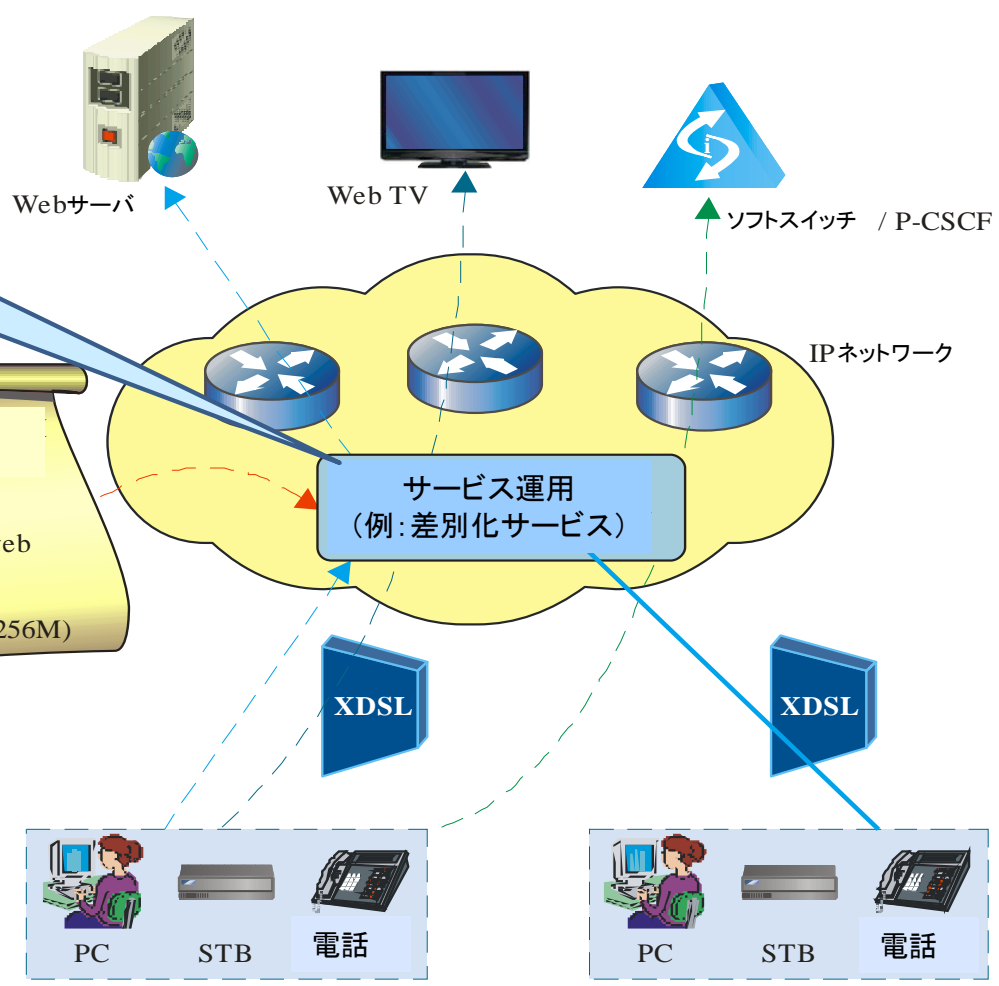 Webサーバ
Web TV
ソフトスイッチ / P-CSCF
IPネットワーク
サービス運用
（例：差別化サービス）
256M)
XDSL
XDSL
PC
STB
電話
PC
STB
電話